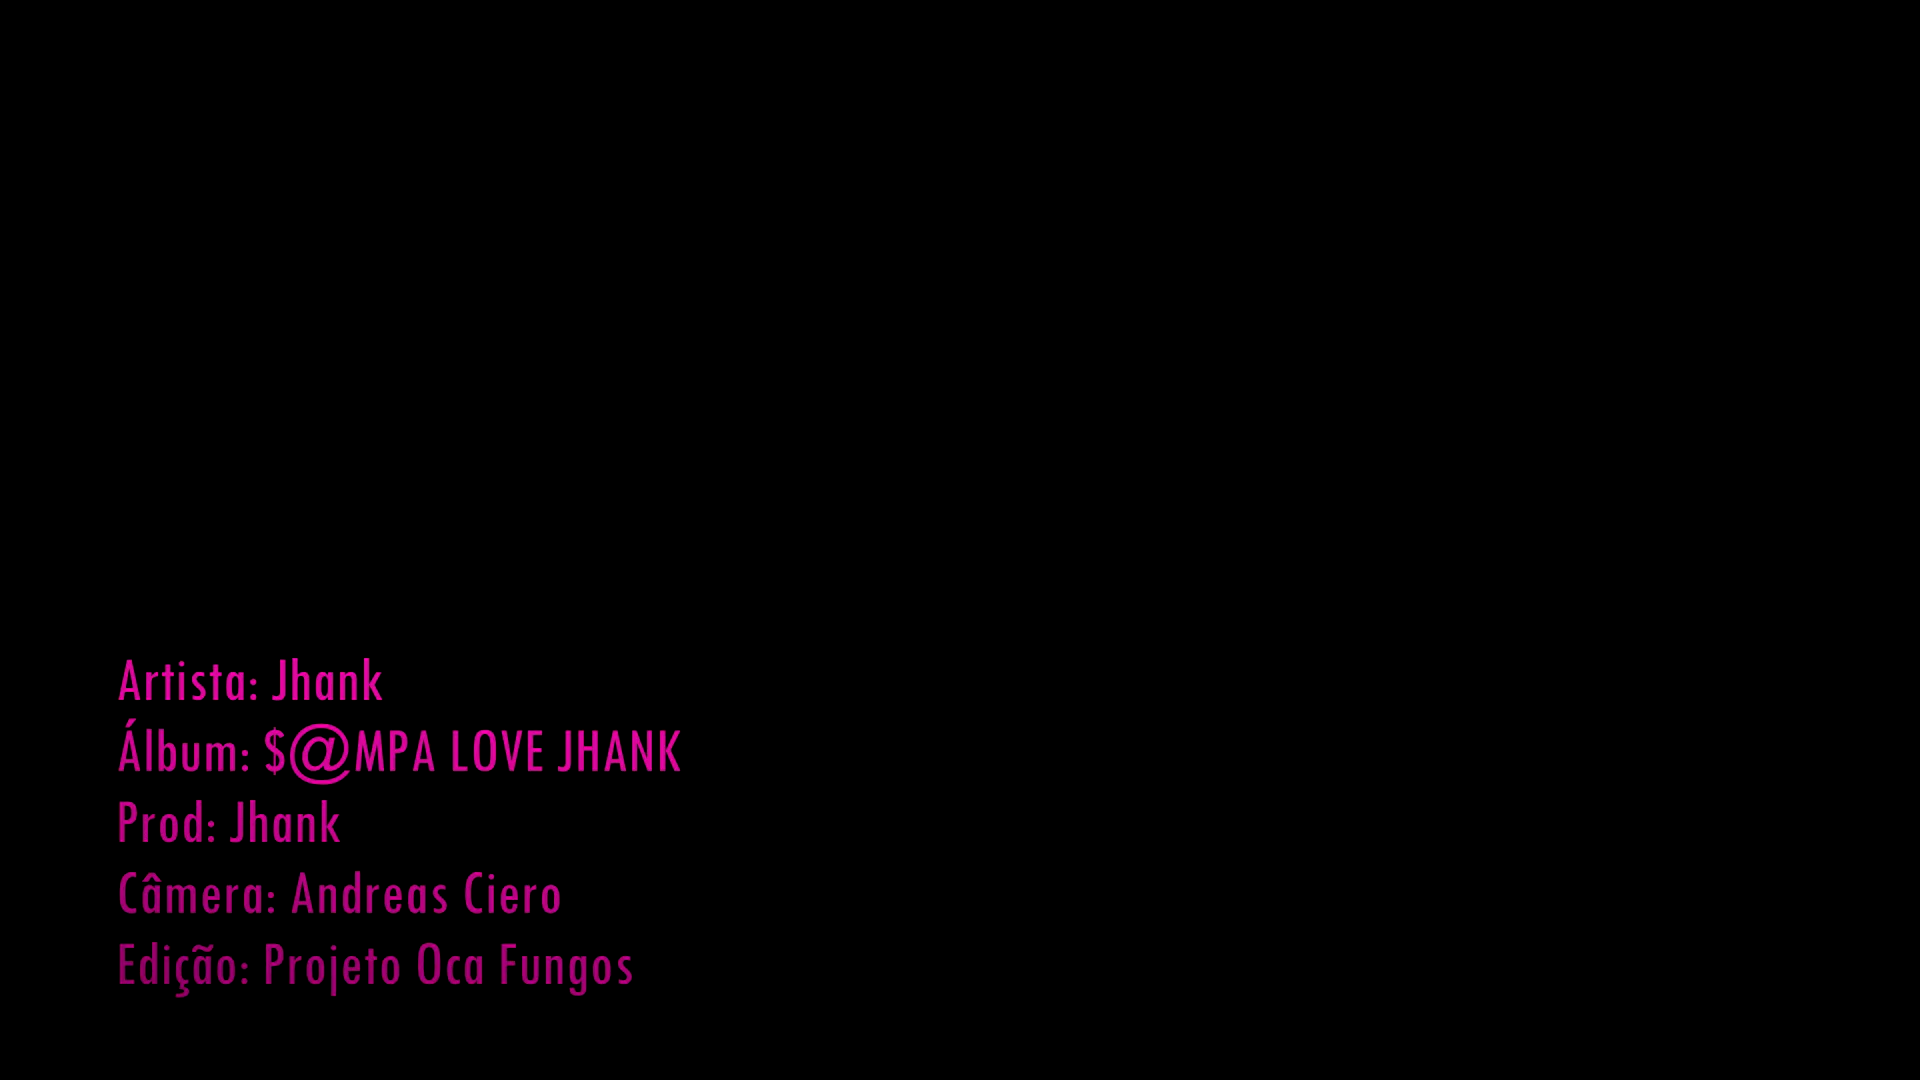 Artista: Jhank
Álbum: $@MPA LOVE JHANK
Prod: Jhank
Câmera: Andreas Ciero
Edição: Projeto Oca Fungos